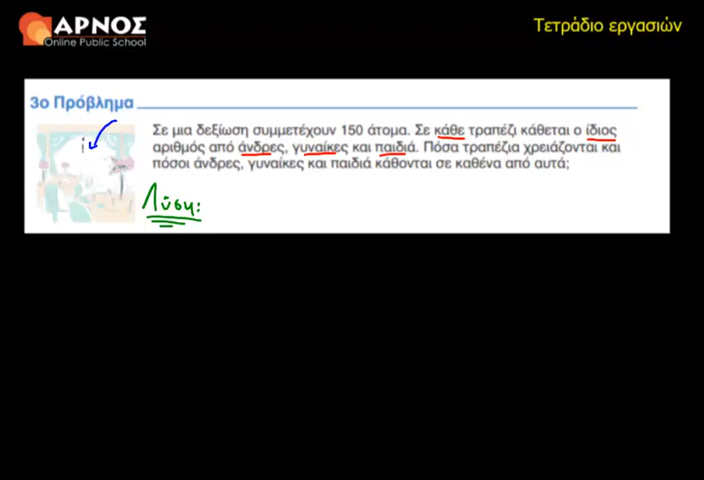 ΑΡΝΟΣ
Online Public School
Τετράδιο εργασιών
3ο Πρόβλημα
Σε μια δεξίωση συμμετέχουν 150 άτομα. Σε κάθε τραπέζι κάθεται ο ίδιος
αριθμός από άνδρες, γυναίκες και παιδιά. Πόσα τραπέζια χρειάζονται και
πόσοι άνδρες, γυναίκες και παιδιά κάθονται σε καθένα από αυτά;
Λύση: